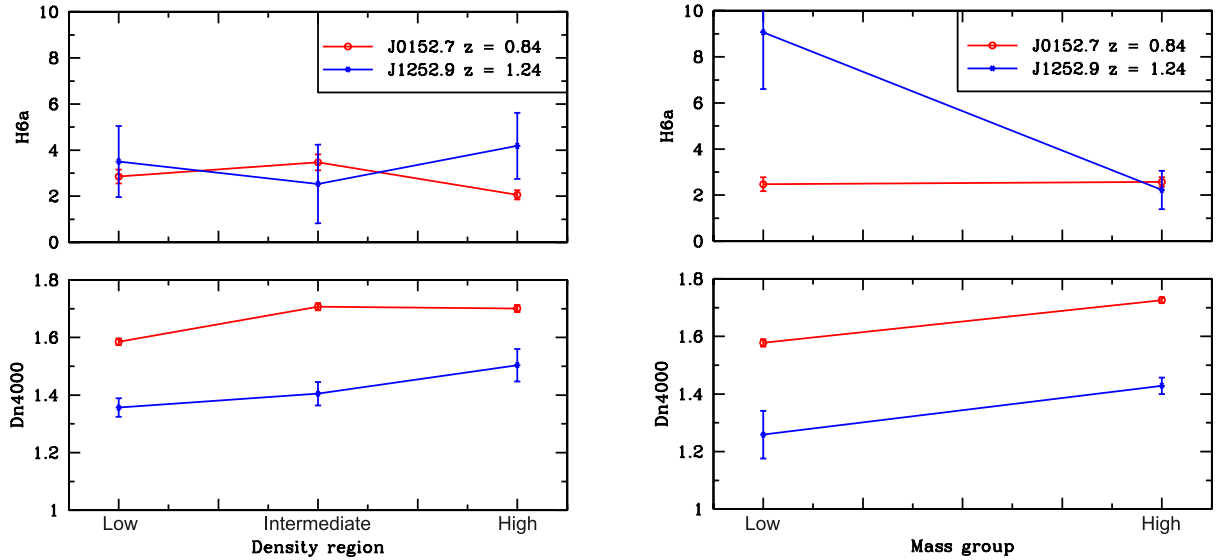 10
8
6
4
2
0
H6a
J0152.7 z = 0.84
J1252.9 z = 1.24
1.8
1.6
1.4
1.2
1
Dn4000
Low Intermediate High
Density region
10
8
6
4
2
0
H6a
J0152.7 z = 0.84
J1252.9 z = 1.24
1.8
1.6
1.4
1.2
1
Dn4000
Low High
Mass group